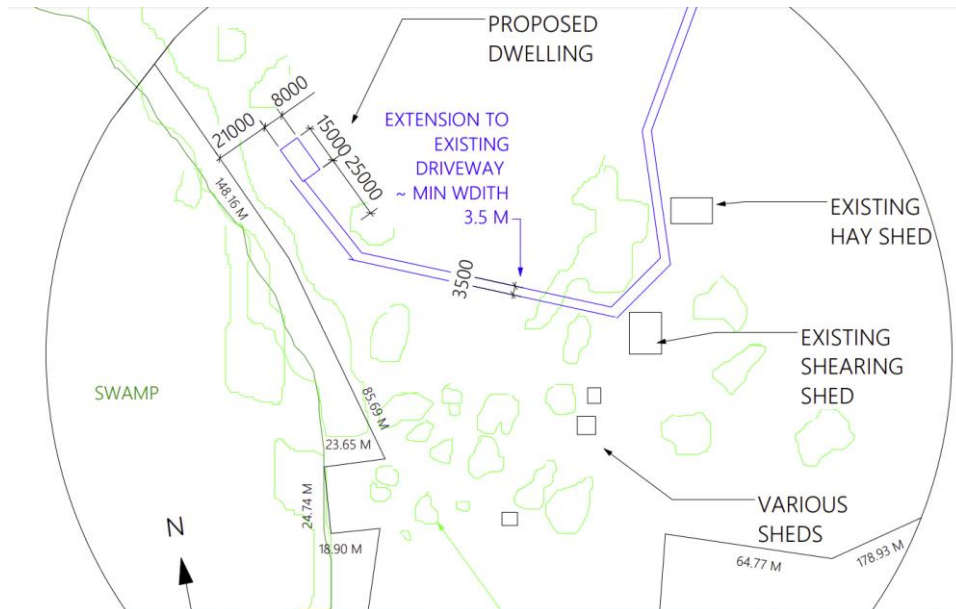 PROPOSED
DWELLING
8000
21000
15000
25000
EXTENSION TO
EXISTING
DRIVEWAY
~ MIN WDITH
3.5 M
148.16 M
EXISTING
HAY SHED
3500
EXISTING
SHEARING
SHED
SWAMP
85.69 M
23.65 M
24.74 M
VARIOUS
SHEDS
N
18.90 M
64.77 M
178.93 M